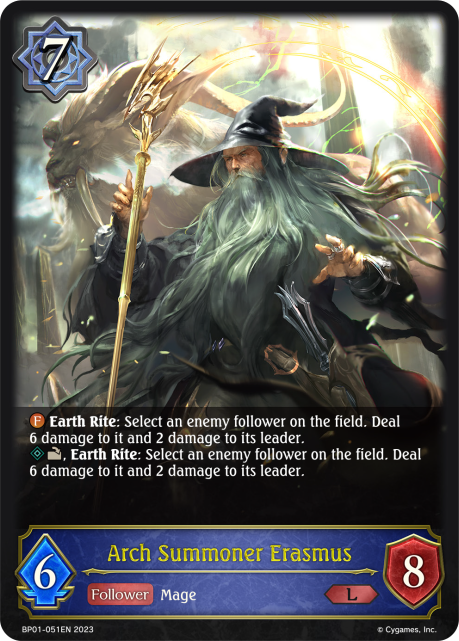 7
F Earth Rite: Select an enemy follower on the field. Deal
6 damage to it and 2 damage to its leader.
, Earth Rite: Select an enemy follower on the field. Deal
6 damage to it and 2 damage to its leader.
Arch Summoner Erasmus
6
8
Follower Mage
L
BP01-051EN 2023
© Cygames, Inc.